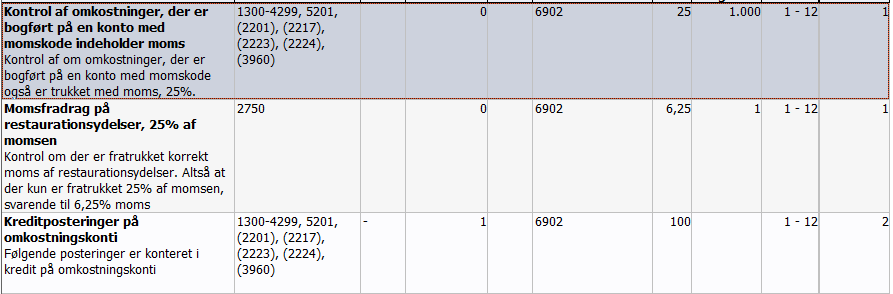 Kontrol af omkostninger, der er
bogført på en konto med
momskode indeholder moms
Kontrol af om omkostninger, der er
bogført på en konto med momskode
også er trukket med moms, 25%.
1300-4299, 5201,
(2201), (2217),
(2223), (2224),
(3960)
0
6902
25
1.000
1 - 12
1
Momsfradrag på
restaurationsydelser, 25% af
momsen
Kontrol om der er fratrukket korrekt
moms af restaurationsydelser. Altså at
der kun er fratrukket 25% af momsen,
svarende til 6,25% moms
2750
0
6902
6,25
1
1 - 12
1
Kreditposteringer på
omkostningskonti
Følgende posteringer er konteret i
kredit på omkostningskonti
1300-4299, 5201,
(2201), (2217),
(2223), (2224),
(3960)
-
1
6902
100
1 - 12
2